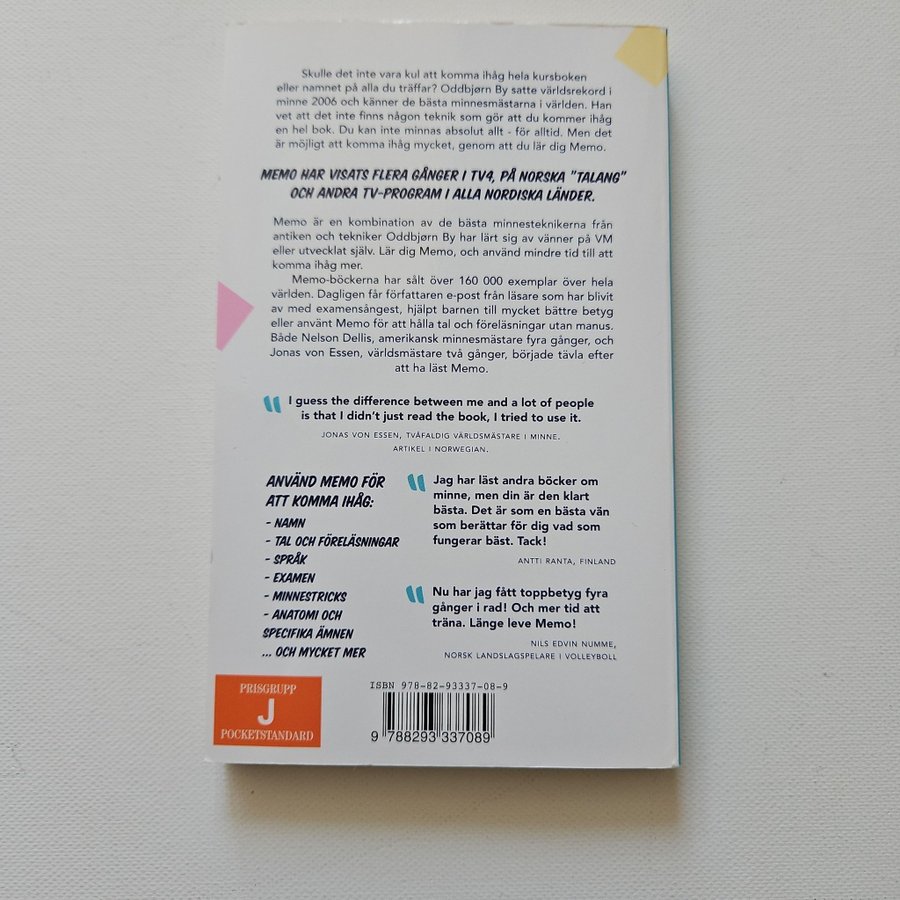 Skulle det inte vara kul att komma ihåg hela kursboken
eller namnet på alla du träffar? Oddbjørn By satte världsrekord i
minne 2006 och känner de bästa minnesmästarna i världen. Han
vet att det inte finns någon teknik som gör att du kommer ihåg
en hel bok. Du kan inte minnas absolut allt - för alltid. Men det
är möjligt att komma ihåg mycket, genom att du lär dig Memo.
MEMO HAR VISATS FLERA GÅNGER I TV4, PÅ NORSKA "TALANG"
OCH ANDRA TV-PROGRAM I ALLA NORDISKA LÄNDER.
Memo är en kombination av de bästa minnesteknikerna från
antiken och tekniker Oddbjørn By har lärt sig av vänner på VM
eller utvecklat själv. Lär dig Memo, och använd mindre tid till att
komma ihåg mer.
Memo-böckerna har sålt över 160 000 exemplar över hela
världen. Dagligen får författaren e-post från läsare som har blivit
av med examensångest, hjälpt barnen till mycket bättre betyg
eller använt Memo för att hålla tal och föreläsningar utan manus.
Både Nelson Dellis, amerikansk minnesmästare fyra gånger, och
Jonas von Essen, världsmästare två gånger, började tävla efter
att ha läst Memo.
" I guess the difference between me and a lot of people
is that I didn't just read the book, I tried to use it.
JONAS VON ESSEN, TVÅFALDIG VÄRLDSMÄSTARE I MINNE.
ARTIKEL I NORWEGIAN.
ANVÄND MEMO FÖR
ATT KOMMA IHÅG:
- NAMN
- TAL OCH FÖRELÄSNINGAR
- SPRÅK
- EXAMEN
- MINNESTRICKS
- ANATOMI OCH
SPECIFIKA ÄMNEN
... OCH MYCKET MER
" Jag har läst andra böcker om
minne, men din är den klart
bästa. Det är som en bästa vän
som berättar för dig vad som
fungerar bäst. Tack!
ANTTI RANTA, FINLAND
" Nu har jag fått toppbetyg fyra
gånger i rad! Och mer tid att
träna. Länge leve Memo!
NILS EDVIN NUMME,
NORSK LANDSLAGSPELARE I VOLLEYBOLL
PRISGRUPP
J
POCKETSTANDARD
ISBN 978-82-93337-08-9
9 788293 337089